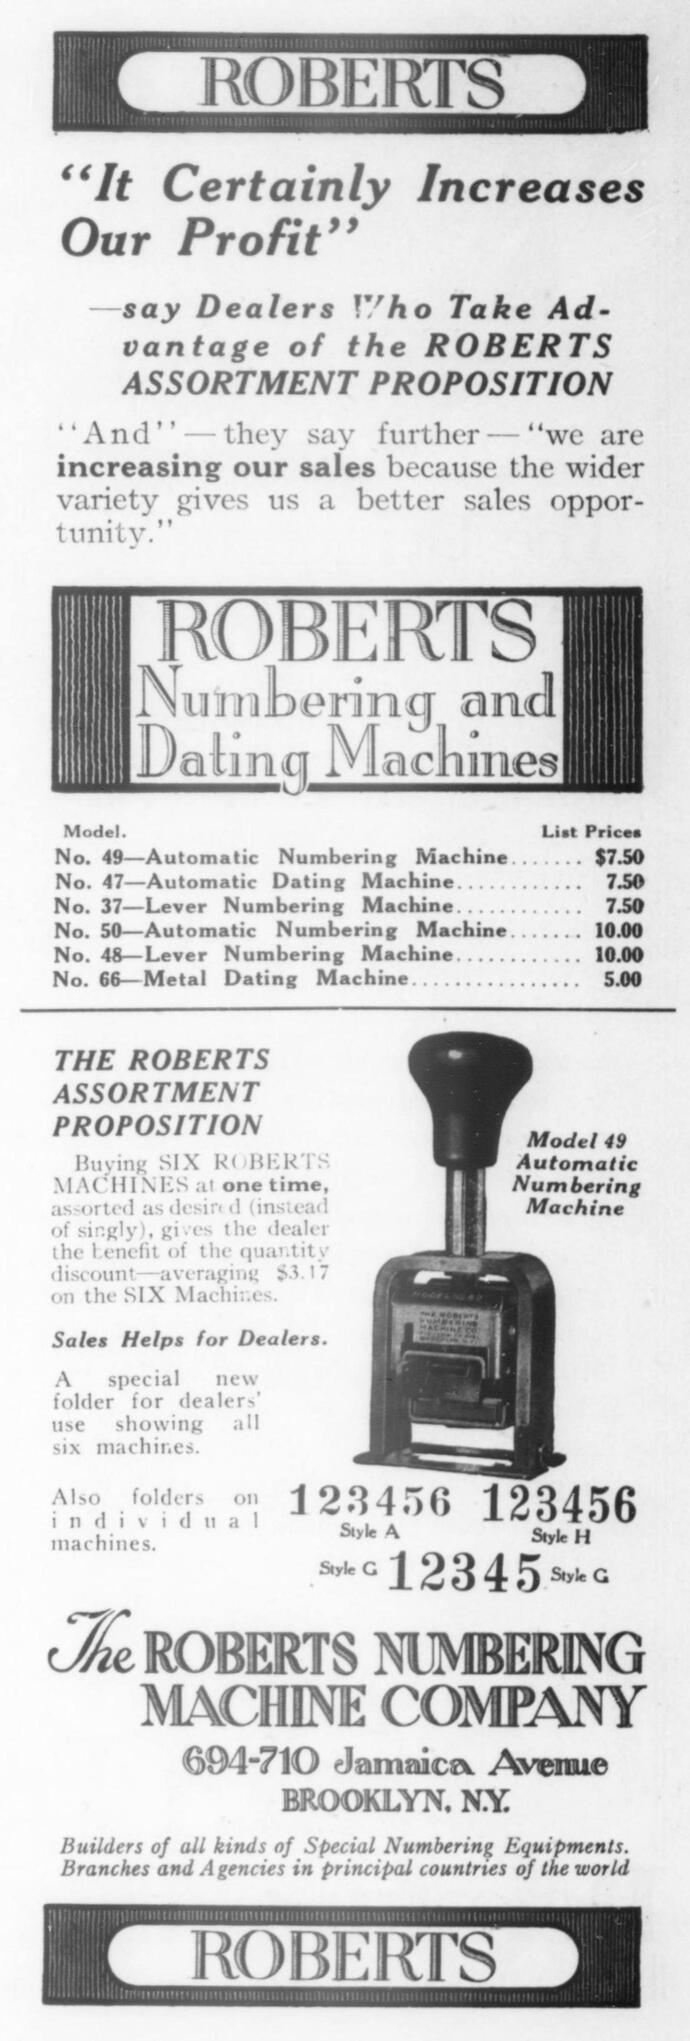 ROBERTS
“It Certainly Increases
Our Profit”
—say Dealers Who Take Ad-
vantage of the ROBERTS
ASSORTMENT PROPOSITION
“And”—they say further—“we are
increasing our sales because the wider
variety gives us a better sales oppor-
tunity.”
ROBERTS
Numbering and
Dating Machines
Model. List Prices
No. 49—Automatic Numbering Machine....... $7.50
No. 47—Automatic Dating Machine............ 7.50
No. 37—Lever Numbering Machine............ 7.50
No. 50—Automatic Numbering Machine....... 10.00
No. 48—Lever Numbering Machine............ 10.00
No. 66—Metal Dating Machine................ 5.00
THE ROBERTS
ASSORTMENT
PROPOSITION
Buying SIX ROBERTS
MACHINES at one time,
assorted as desired (instead
of singly), gives the dealer
the benefit of the quantity
discount—averaging $3.17
on the SIX Machines.
Sales Helps for Dealers.
A special new
folder for dealers’
use showing all
six machines.
Also folders on
individual
machines.
Model 49
Automatic
Numbering
Machine
THE ROBERTS
NUMBERING
MACHINE CO.
123456 123456
Style A Style H
Style G 12345 Style G
The ROBERTS NUMBERING
MACHINE COMPANY
694-710 Jamaica Avenue
BROOKLYN, N.Y.
Builders of all kinds of Special Numbering Equipments.
Branches and Agencies in principal countries of the world
ROBERTS